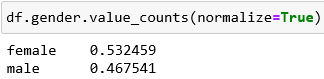 df.gender.value_counts(normalize=True)
female    0.532459
male      0.467541